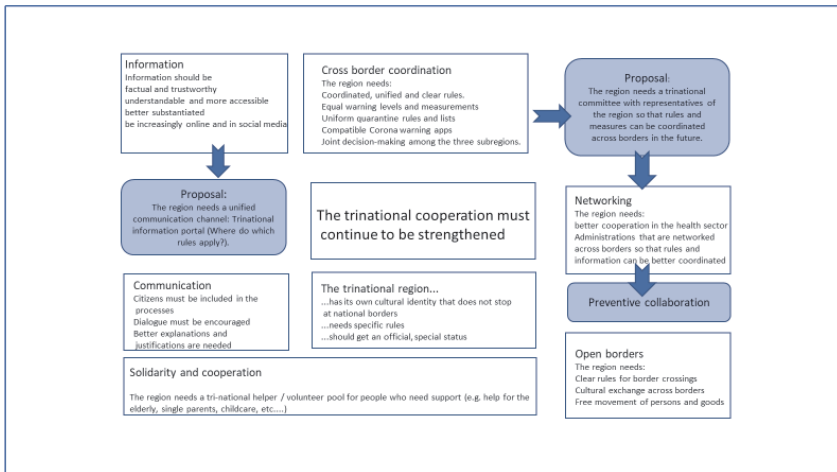 Information
Information should be
factual and trustworthy
understandable and more accessible
better substantiated
be increasingly online and in social media
Cross border coordination
The region needs:
Coordinated, unified and clear rules.
Equal warning levels and measurements
Uniform quarantine rules and lists
Compatible Corona warning apps
Joint decision-making among the three subregions.
Proposal:
The region needs a trinational
committee with representatives of
the region so that rules and
measures can be coordinated
across borders in the future.
Proposal:
The region needs a unified
communication channel: Trinational
information portal (Where do which
rules apply?).
The trinational cooperation must
continue to be strengthened
Networking
The region needs:
better cooperation in the health sector
Administrations that are networked
across borders so that rules and
information can be better coordinated
Communication
Citizens must be included in the
processes
Dialogue must be encouraged
Better explanations and
justifications are needed
The trinational region...
...has its own cultural identity that does not stop
at national borders
...needs specific rules
...should get an official, special status
Preventive collaboration
Solidarity and cooperation
The region needs a tri-national helper / volunteer pool for people who need support (e.g. help for the
elderly, single parents, childcare, etc....)
Open borders
The region needs:
Clear rules for border crossings
Cultural exchange across borders
Free movement of persons and goods